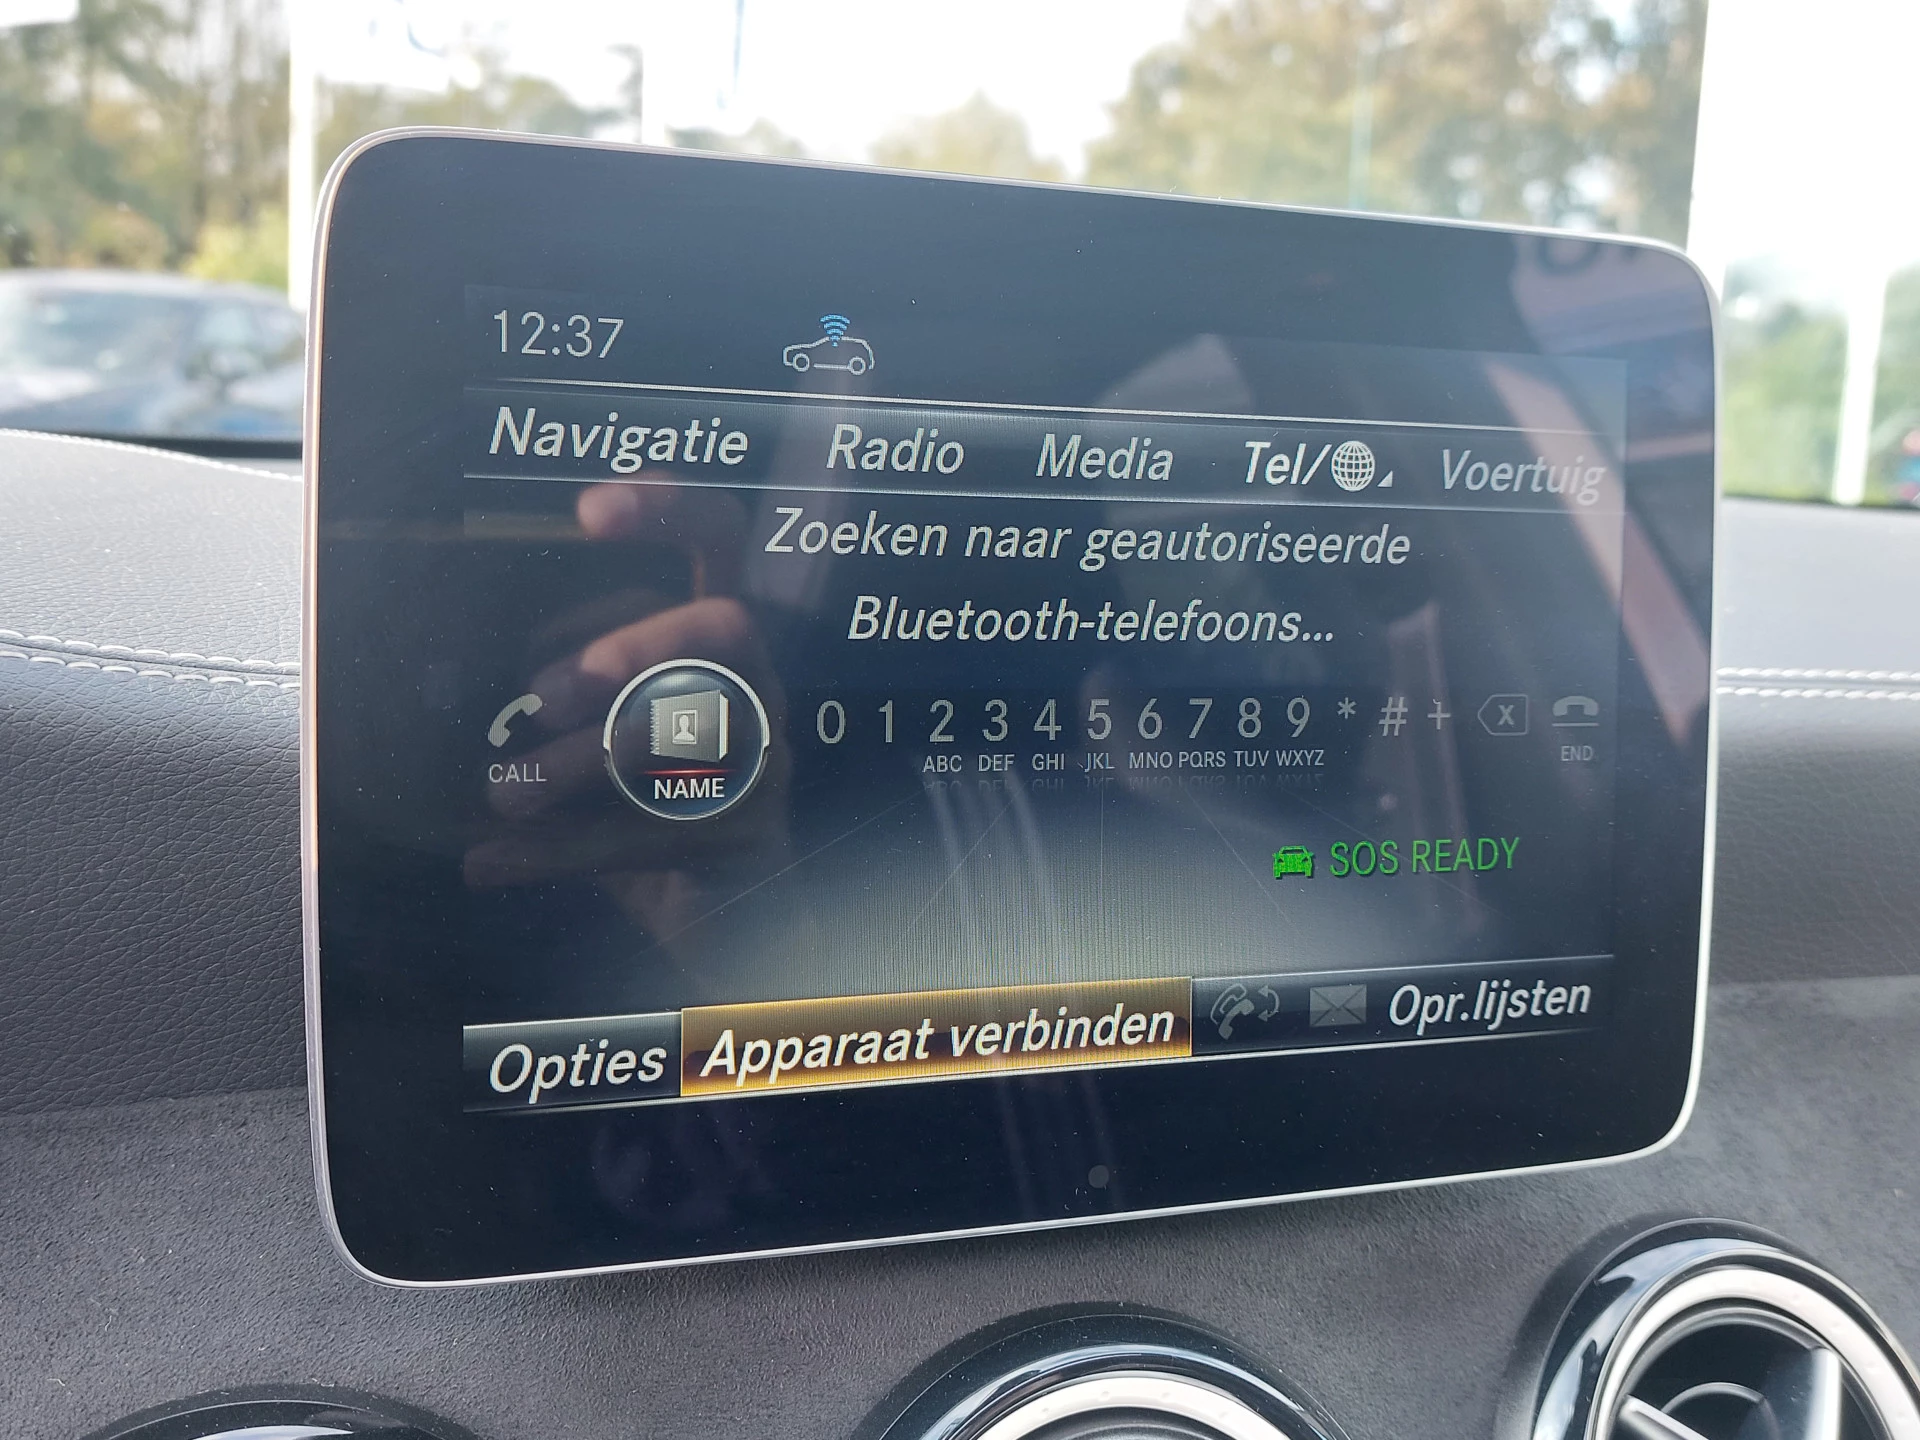 12:37
Navigatie Radio Media Tel/ Voertuig
Zoeken naar geautoriseerde
Bluetooth-telefoons...
CALL NAME 0 1 2 3 4 5 6 7 8 9 * # + X END
ABC DEF GHI JKL MNO PQRS TUV WXYZ
SOS READY
Opties Apparaat verbinden Opr.lijsten